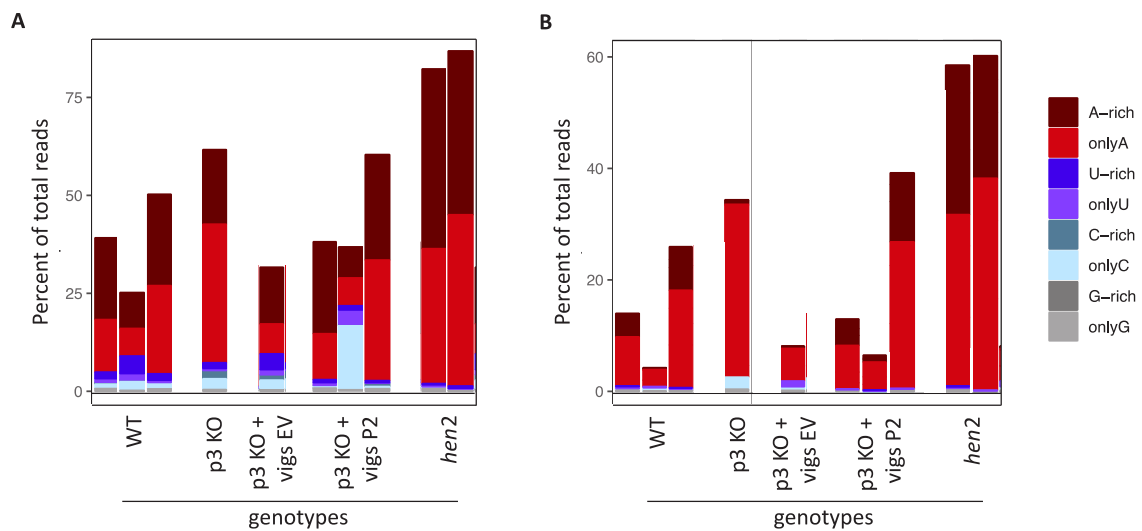 A
Percent of total reads
75
50
25
0
WT
p3 KO
p3 KO +
vigs EV
p3 KO +
vigs P2
hen2
genotypes
B
Percent of total reads
60
40
20
0
WT
p3 KO
p3 KO +
vigs EV
p3 KO +
vigs P2
hen2
genotypes
A–rich
onlyA
U–rich
onlyU
C–rich
onlyC
G–rich
onlyG